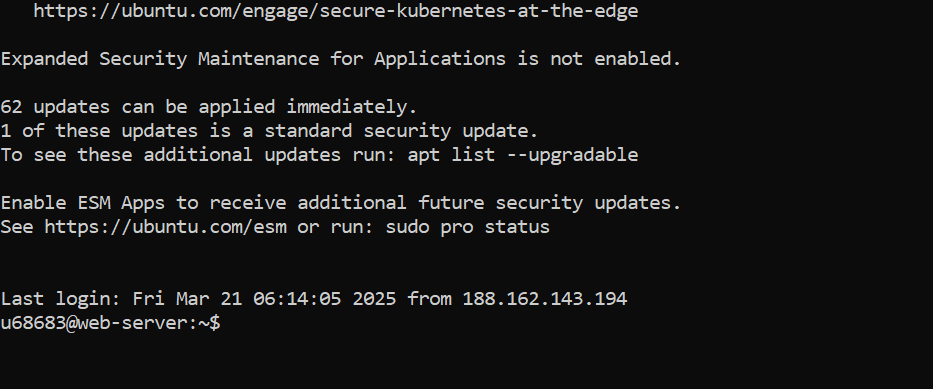 https://ubuntu.com/engage/secure-kubernetes-at-the-edge
Expanded Security Maintenance for Applications is not enabled.
62 updates can be applied immediately.
1 of these updates is a standard security update.
To see these additional updates run: apt list --upgradable
Enable ESM Apps to receive additional future security updates.
See https://ubuntu.com/esm or run: sudo pro status
Last login: Fri Mar 21 06:14:05 2025 from 188.162.143.194
u68683@web-server:~$